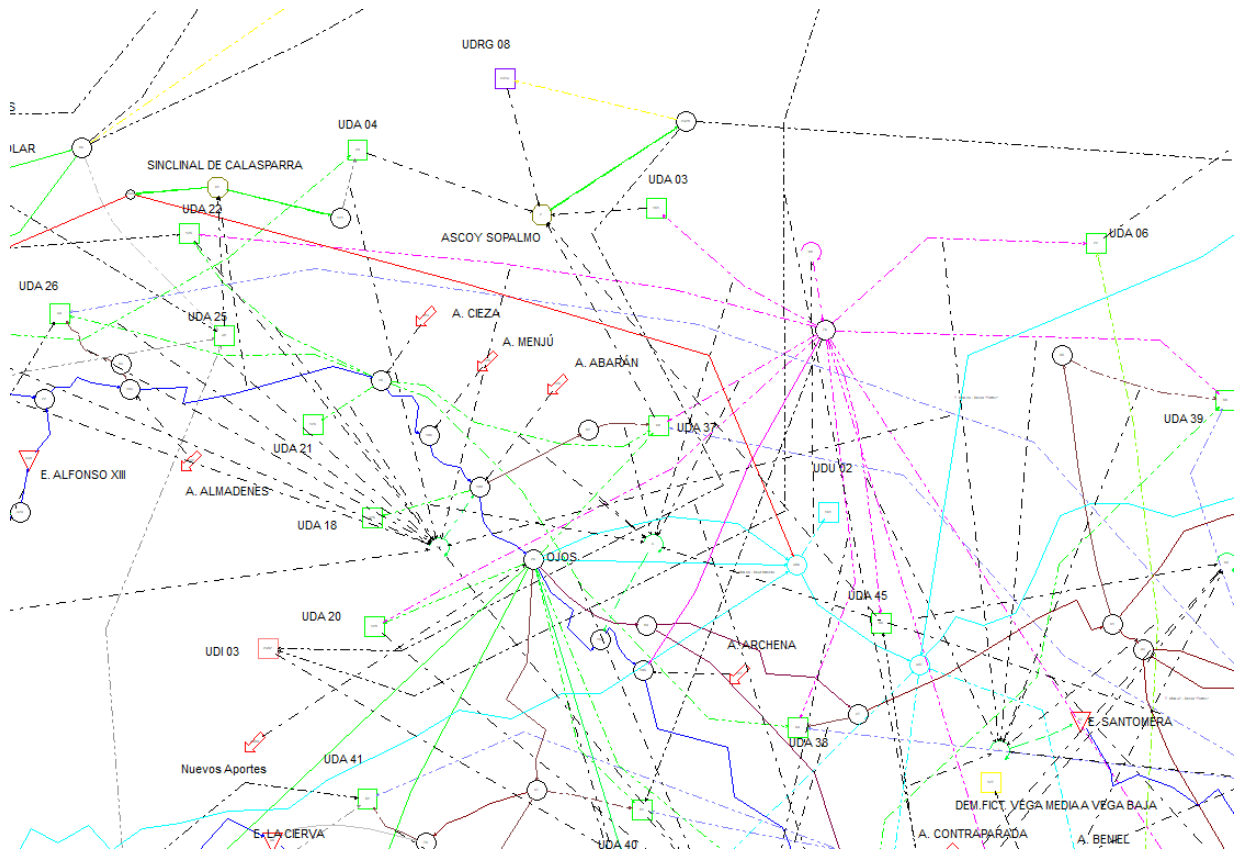 UDRG 08
S
UDA 04
OLAR
SINCLINAL DE CALASPARRA
UDA 03
UDA 22
ASCOY SOPALMO
UDA 06
UDA 26
UDA 25
A. CIEZA
A. MENJÚ
A. ABARÁN
UDA 39
UDA 37
UDA 21
E. ALFONSO XIII
UDU 02
A. ALMADENES
UDA 18
OJOS
UDA 20
UDA 45
UDI 03
A. ARCHENA
E. SANTOMERA
UDA 38
UDA 41
Nuevos Aportes
DEM.FICT. VEGA MEDIA A VEGA BAJA
E. LA CIERVA
A. CONTRAPARADA
A. BENIEL
UDA 40